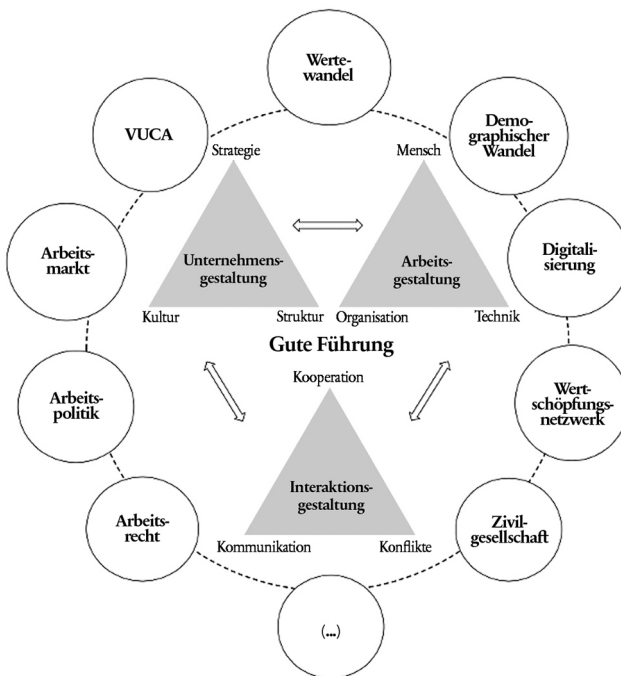 Werte-
wandel
VUCA
Demo-
graphischer
Wandel
Strategie
Mensch
Arbeits-
markt
Unternehmens-
gestaltung
Arbeits-
gestaltung
Digitali-
sierung
Kultur
Struktur
Organisation
Technik
Gute Führung
Kooperation
Arbeits-
politik
Wert-
schöpfungs-
netzwerk
Interaktions-
gestaltung
Arbeits-
recht
Zivil-
gesellschaft
Kommunikation
Konflikte
(...)